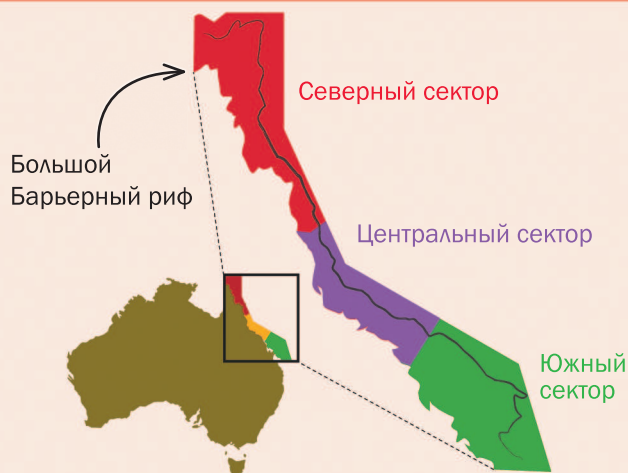 Северный сектор
Большой
Барьерный риф
Центральный сектор
Южный
сектор